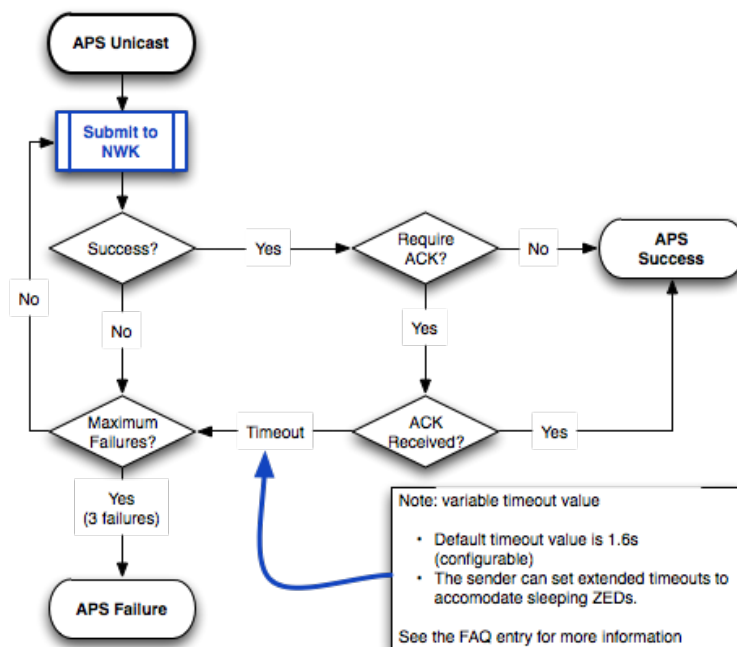 APS Unicast
Submit to
NWK
Success?
Yes
Require
ACK?
No
APS
Success
No
No
Yes
Maximum
Failures?
Timeout
ACK
Received?
Yes
Yes
(3 failures)
APS Failure
Note: variable timeout value
• Default timeout value is 1.6s
(configurable)
• The sender can set extended timeouts to
accomodate sleeping ZEDs.
See the FAQ entry for more information